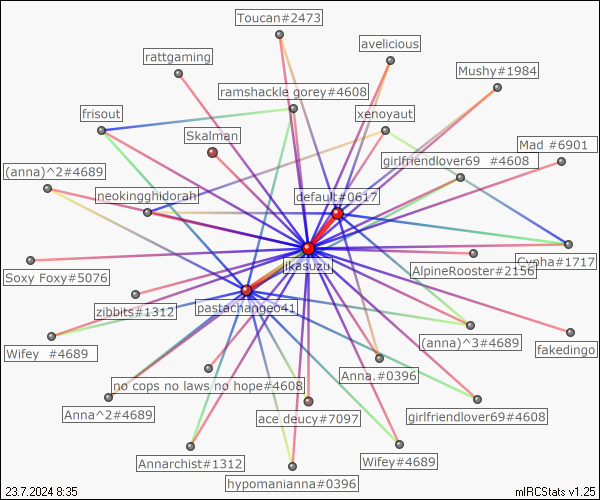 Toucan#2473
avelicious
rattgaming
Mushy#1984
ramshackle gorey#4608
frisout
xenoyaut
Skalman
Mad #6901
girlfriendlover69 #4608
(anna)^2#4689
neokingghidorah
default#0617
Cypha#1717
jikasuzu
AlpineRooster#2156
Soxy Foxy#5076
zibbits#1312
pastachangeo41
(anna)^3#4689
fakedingo
Wifey #4689
Anna.#0396
no cops no laws no hope#4608
Anna^2#4689
ace deucy#7097
girlfriendlover69#4608
Annarchist#1312
Wifey#4689
hypomanianna#0396
23.7.2024 8:35
mIRCStats v1.25